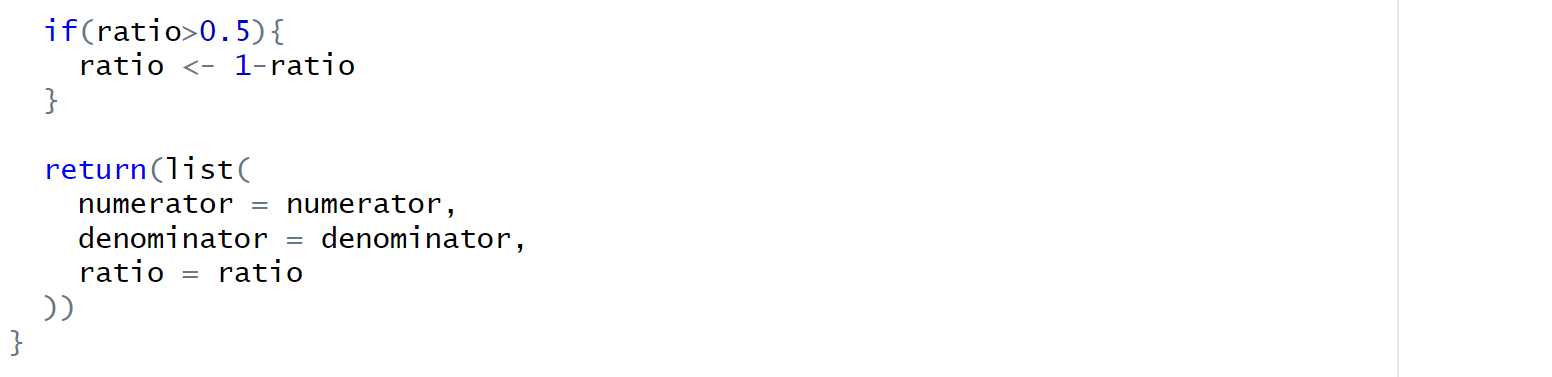 if(ratio>0.5){
ratio <- 1-ratio
}
return(list(
numerator = numerator,
denominator = denominator,
ratio = ratio
))
}